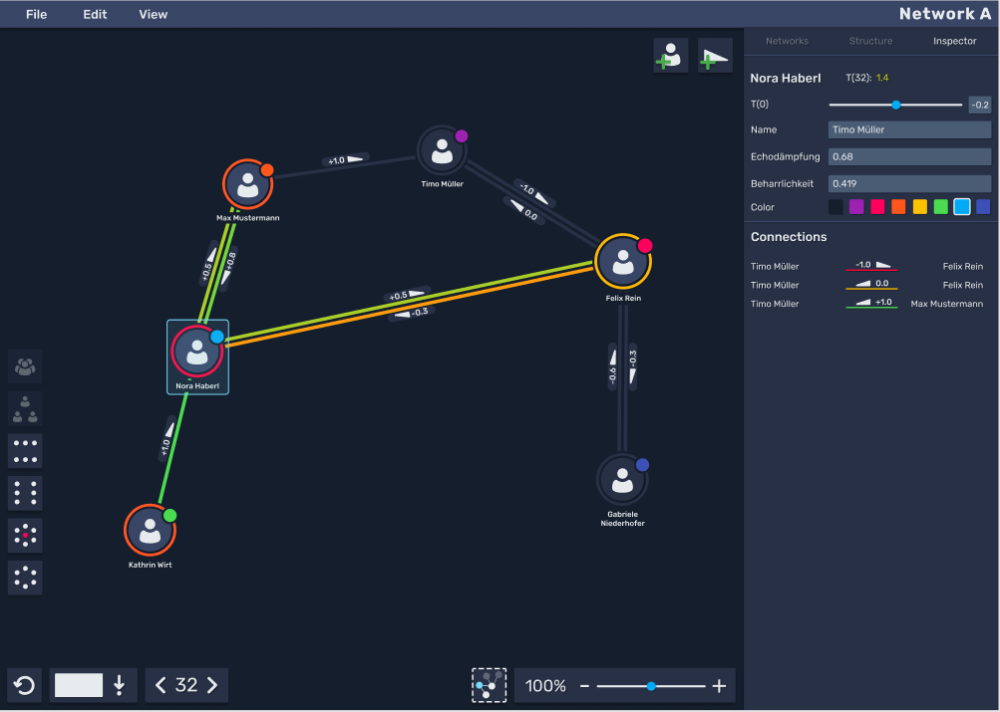 File Edit View Network A
Networks Structure Inspector
Nora Haberl T(32): 1.4
T(0) -0.2
Name Timo Müller
Echodämpfung 0.68
Beharrlichkeit 0.419
Color
Connections
Timo Müller -1.0 Felix Rein
Timo Müller 0.0 Felix Rein
Timo Müller +1.0 Max Mustermann
+1.0
Timo Müller
Max Mustermann
-1.0
0.0
+0.5
+0.8
Felix Rein
+0.5
-0.3
Nora Haberl
-0.6
-0.3
+1.0
Gabriele
Niederhofer
Kathrin Wirt
32
100%